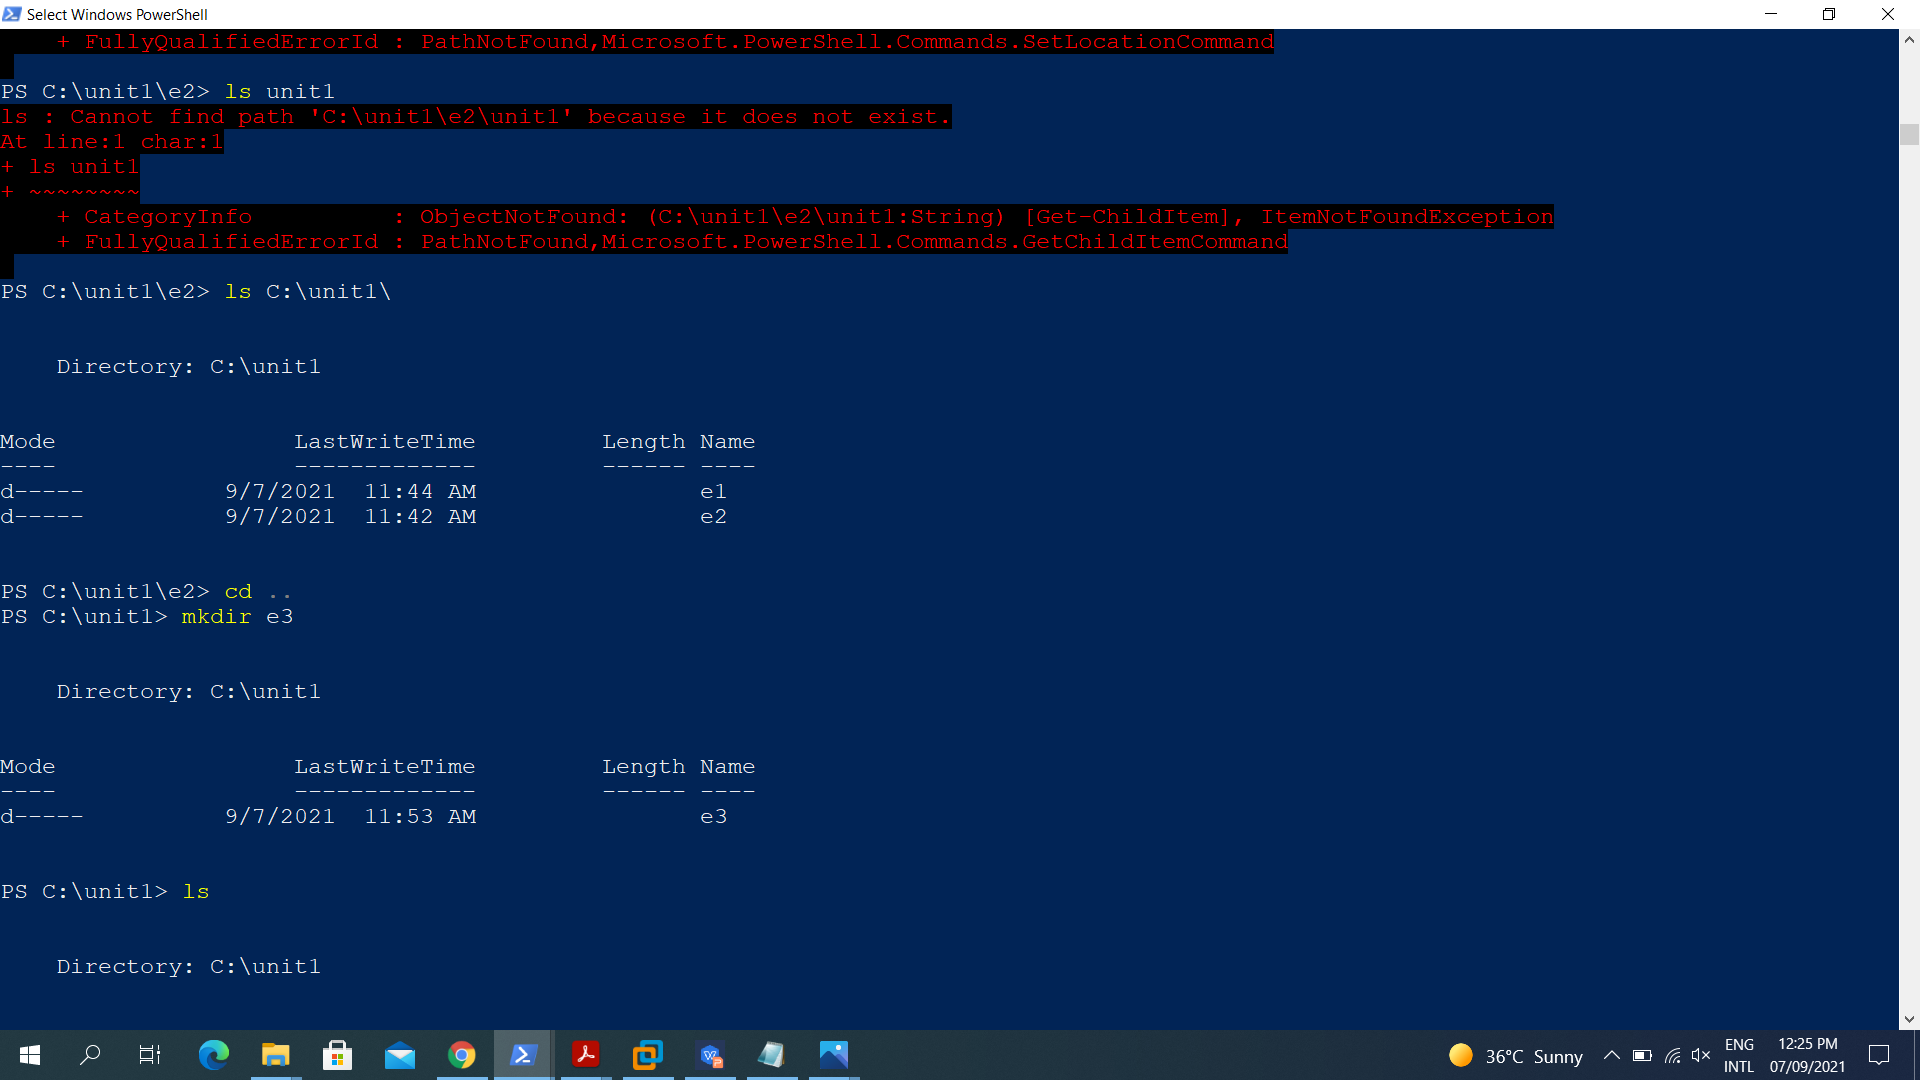 Select Windows PowerShell
    + FullyQualifiedErrorId : PathNotFound,Microsoft.PowerShell.Commands.SetLocationCommand
PS C:\unit1\e2> ls unit1
ls : Cannot find path 'C:\unit1\e2\unit1' because it does not exist.
At line:1 char:1
+ ls unit1
+ ~~~~~~~~
    + CategoryInfo          : ObjectNotFound: (C:\unit1\e2\unit1:String) [Get-ChildItem], ItemNotFoundException
    + FullyQualifiedErrorId : PathNotFound,Microsoft.PowerShell.Commands.GetChildItemCommand
PS C:\unit1\e2> ls C:\unit1\
    Directory: C:\unit1
Mode                 LastWriteTime         Length Name
----                 -------------         ------ ----
d-----          9/7/2021  11:44 AM                e1
d-----          9/7/2021  11:42 AM                e2
PS C:\unit1\e2> cd ..
PS C:\unit1> mkdir e3
    Directory: C:\unit1
Mode                 LastWriteTime         Length Name
----                 -------------         ------ ----
d-----          9/7/2021  11:53 AM                e3
PS C:\unit1> ls
    Directory: C:\unit1
36°C Sunny
ENG
INTL
12:25 PM
07/09/2021